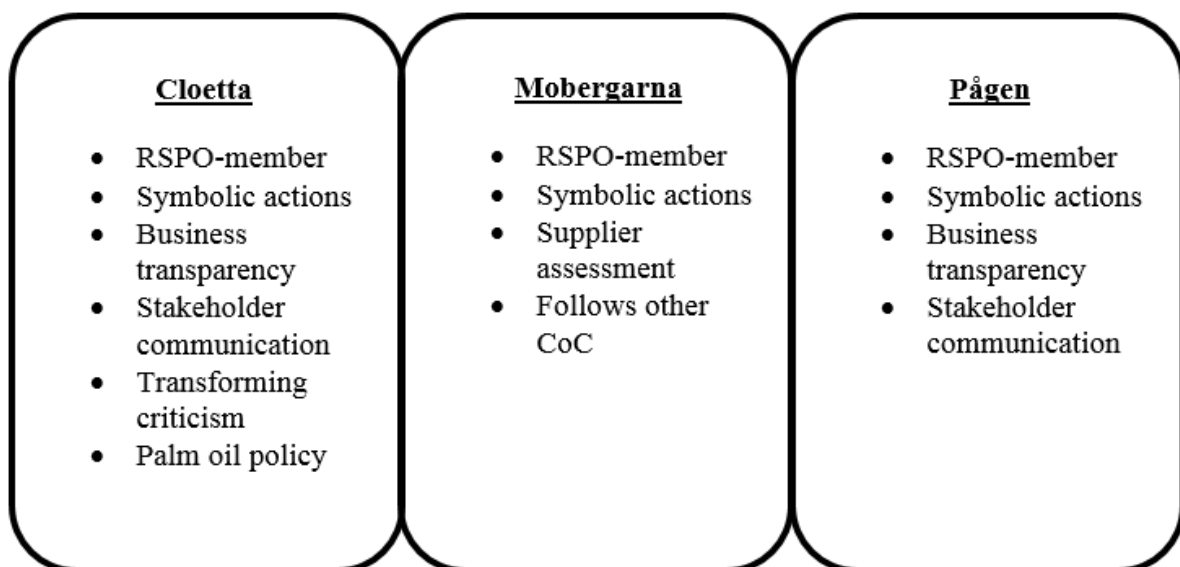 Cloetta
• RSPO-member
• Symbolic actions
• Business
transparency
• Stakeholder
communication
• Transforming
criticism
• Palm oil policy
Mobergarna
• RSPO-member
• Symbolic actions
• Supplier
assessment
• Follows other
CoC
Pågen
• RSPO-member
• Symbolic actions
• Business
transparency
• Stakeholder
communication